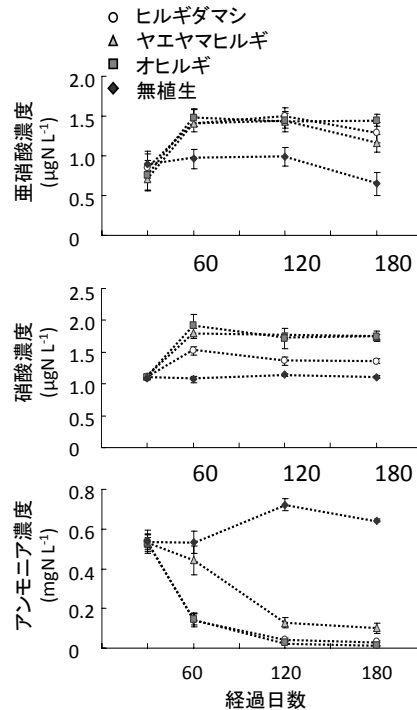 ヒルギダマシ
ヤエヤマヒルギ
オヒルギ
無植生
亜硝酸濃度
(µgN L-1)
2.0
1.5
1.0
0.5
0
60 120 180
硝酸濃度
(µgN L-1)
2.5
2.0
1.5
1.0
0.5
0
60 120 180
アンモニア濃度
(mgN L-1)
0.8
0.6
0.4
0.2
0
60 120 180
経過日数